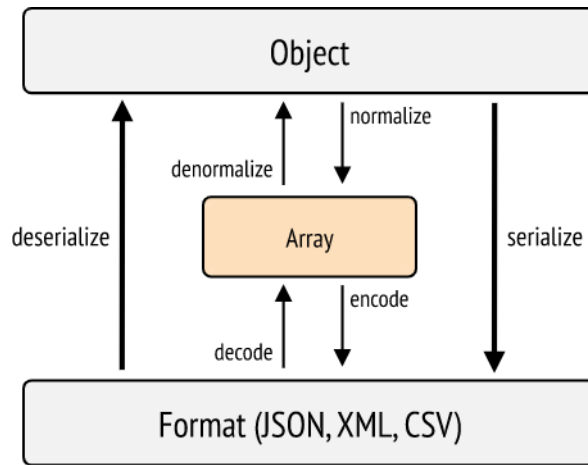 Object
normalize
denormalize
deserialize
Array
serialize
encode
decode
Format (JSON, XML, CSV)